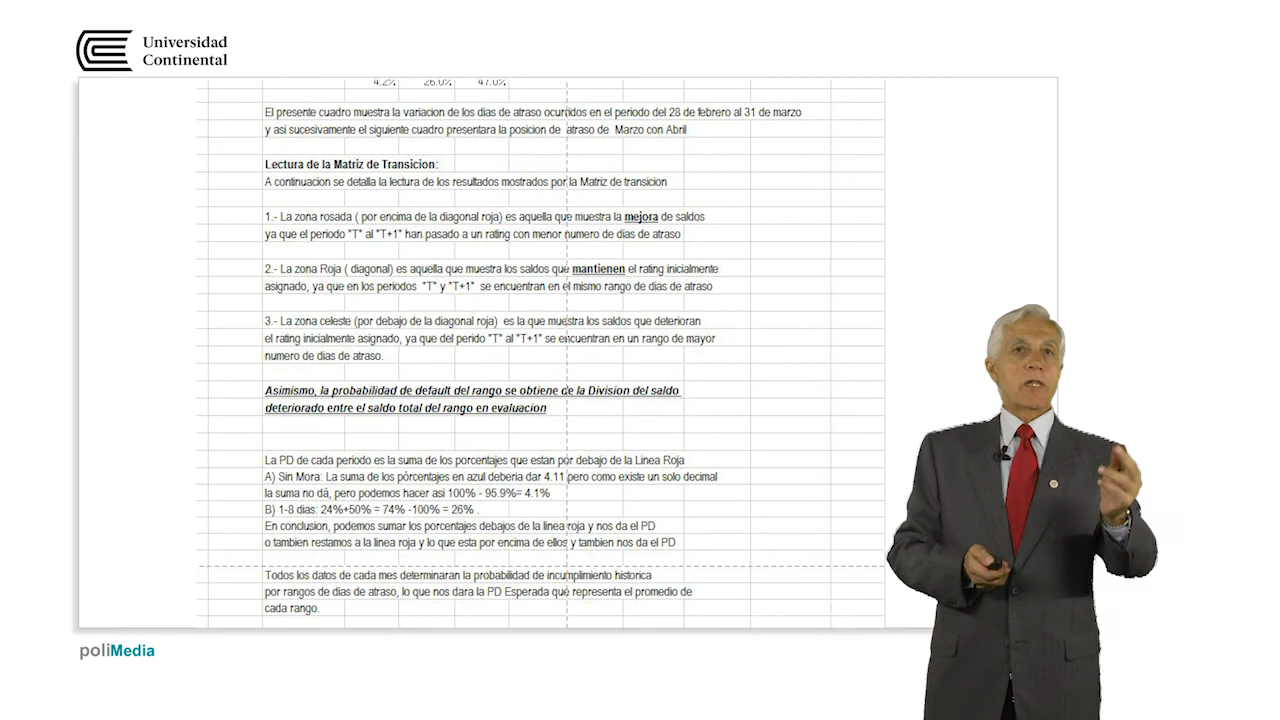 Universidad
Continental
4.2% 26.0% 47.0%
El presente cuadro muestra la variacion de los dias de atraso ocurridos en el periodo del 28 de febrero al 31 de marzo
y asi sucesivamente el siguiente cuadro presentara la posicion de atraso de Marzo con Abril
Lectura de la Matriz de Transicion:
A continuacion se detalla la lectura de los resultados mostrados por la Matriz de transicion
1.- La zona rosada ( por encima de la diagonal roja) es aquella que muestra la mejora de saldos
ya que el periodo "T" al "T+1" han pasado a un rating con menor numero de dias de atraso
2.- La zona Roja ( diagonal) es aquella que muestra los saldos que mantienen el rating inicialmente
asignado, ya que en los periodos "T" y "T+1" se encuentran en el mismo rango de dias de atraso
3.- La zona celeste (por debajo de la diagonal roja) es la que muestra los saldos que deterioran
el rating inicialmente asignado, ya que del perido "T" al "T+1" se encuentran en un rango de mayor
numero de dias de atraso.
Asimismo, la probabilidad de default del rango se obtiene de la Division del saldo
deteriorado entre el saldo total del rango en evaluacion
La PD de cada periodo es la suma de los porcentajes que estan por debajo de la Linea Roja
A) Sin Mora: La suma de los pórcentajes en azul deberia dar 4.11 pero como existe un solo decimal
la suma no dá, pero podemos hacer asi 100% - 95.9%= 4.1%
B) 1-8 dias: 24%+50% = 74% -100% = 26% .
En conclusion, podemos sumar los porcentajes debajos de la linea roja y nos da el PD
o tambien restamos a la linea roja y lo que esta por encima de ellos y tambien nos da el PD
Todos los datos de cada mes determinaran la probabilidad de incumplimiento historica
por rangos de dias de atraso, lo que nos dara la PD Esperada que representa el promedio de
cada rango.
poliMedia